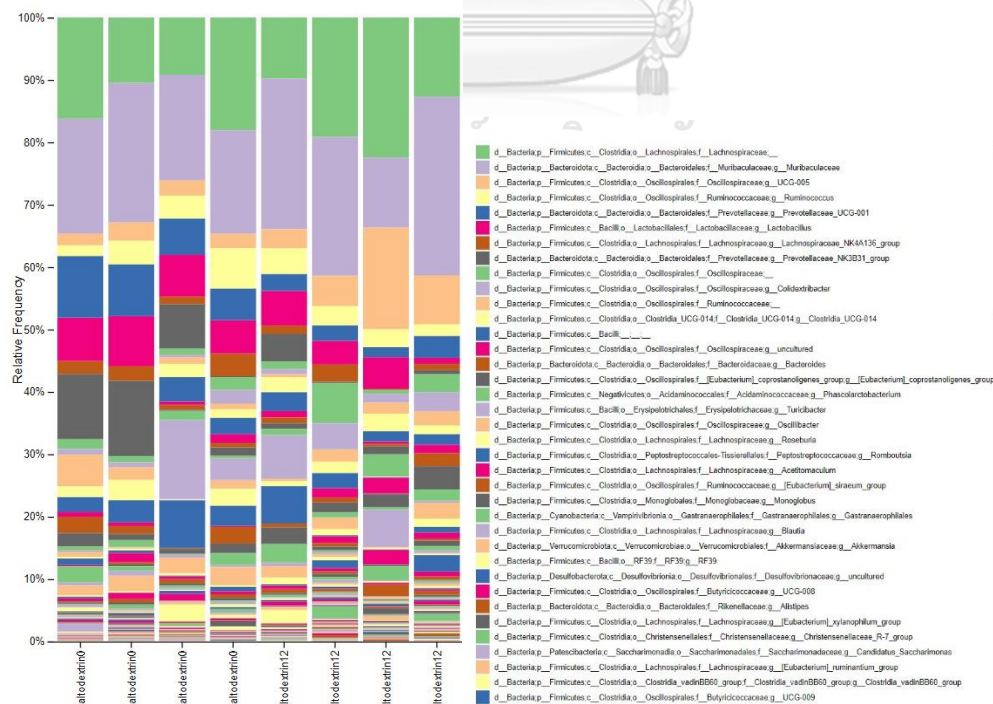 100%
90%
80%
70%
60%
50%
40%
30%
20%
10%
0%
Relative Frequency
altodextrin0
altodextrin0
altodextrin0
altodextrin0
ltodextrin12
ltodextrin12
ltodextrin12
ltodextrin12
d__Bacteria;p__Firmicutes;c__Clostridia;o__Lachnospirales;f__Lachnospiraceae;__
d__Bacteria;p__Bacteroidota;c__Bacteroidia;o__Bacteroidales;f__Muribaculaceae;g__Muribaculaceae
d__Bacteria;p__Firmicutes;c__Clostridia;o__Oscillospirales;f__Oscillospiraceae;g__UCG-005
d__Bacteria;p__Firmicutes;c__Clostridia;o__Oscillospirales;f__Ruminococcaceae;g__Ruminococcus
d__Bacteria;p__Bacteroidota;c__Bacteroidia;o__Bacteroidales;f__Prevotellaceae;g__Prevotellaceae_UCG-001
d__Bacteria;p__Firmicutes;c__Bacilli;o__Lactobacillales;f__Lactobacillaceae;g__Lactobacillus
d__Bacteria;p__Firmicutes;c__Clostridia;o__Lachnospirales;f__Lachnospiraceae;g__Lachnospiraceae_NK4A136_group
d__Bacteria;p__Bacteroidota;c__Bacteroidia;o__Bacteroidales;f__Prevotellaceae;g__Prevotellaceae_NK3B31_group
d__Bacteria;p__Firmicutes;c__Clostridia;o__Oscillospirales;f__Oscillospiraceae;__
d__Bacteria;p__Firmicutes;c__Clostridia;o__Oscillospirales;f__Oscillospiraceae;g__Colidextribacter
d__Bacteria;p__Firmicutes;c__Clostridia;o__Oscillospirales;f__Ruminococcaceae;__
d__Bacteria;p__Firmicutes;c__Clostridia;o__Clostridia_UCG-014;f__Clostridia_UCG-014;g__Clostridia_UCG-014
d__Bacteria;p__Firmicutes;c__Bacilli;__;__;__
d__Bacteria;p__Firmicutes;c__Clostridia;o__Oscillospirales;f__Oscillospiraceae;g__uncultured
d__Bacteria;p__Bacteroidota;c__Bacteroidia;o__Bacteroidales;f__Bacteroidaceae;g__Bacteroides
d__Bacteria;p__Firmicutes;c__Clostridia;o__Oscillospirales;f__[Eubacterium]_coprostanoligenes_group;g__[Eubacterium]_coprostanoligenes_group
d__Bacteria;p__Firmicutes;c__Negativicutes;o__Acidaminococcales;f__Acidaminococcaceae;g__Phascolarctobacterium
d__Bacteria;p__Firmicutes;c__Bacilli;o__Erysipelotrichales;f__Erysipelotrichaceae;g__Turicibacter
d__Bacteria;p__Firmicutes;c__Clostridia;o__Oscillospirales;f__Oscillospiraceae;g__Oscillibacter
d__Bacteria;p__Firmicutes;c__Clostridia;o__Lachnospirales;f__Lachnospiraceae;g__Roseburia
d__Bacteria;p__Firmicutes;c__Clostridia;o__Peptostreptococcales-Tissierellales;f__Peptostreptococcaceae;g__Romboutsia
d__Bacteria;p__Firmicutes;c__Clostridia;o__Lachnospirales;f__Lachnospiraceae;g__Acetitomaculum
d__Bacteria;p__Firmicutes;c__Clostridia;o__Oscillospirales;f__Ruminococcaceae;g__[Eubacterium]_siraeum_group
d__Bacteria;p__Firmicutes;c__Clostridia;o__Monoglobales;f__Monoglobaceae;g__Monoglobus
d__Bacteria;p__Cyanobacteria;c__Vampirivibrionia;o__Gastranaerophilales;f__Gastranaerophilales;g__Gastranaerophilales
d__Bacteria;p__Firmicutes;c__Clostridia;o__Lachnospirales;f__Lachnospiraceae;g__Blautia
d__Bacteria;p__Verrucomicrobiota;c__Verrucomicrobiae;o__Verrucomicrobiales;f__Akkermansiaceae;g__Akkermansia
d__Bacteria;p__Firmicutes;c__Bacilli;o__RF39;f__RF39;g__RF39
d__Bacteria;p__Desulfobacterota;c__Desulfovibrionia;o__Desulfovibrionales;f__Desulfovibrionaceae;g__uncultured
d__Bacteria;p__Firmicutes;c__Clostridia;o__Oscillospirales;f__Butyricicoccaceae;g__UCG-008
d__Bacteria;p__Bacteroidota;c__Bacteroidia;o__Bacteroidales;f__Rikenellaceae;g__Alistipes
d__Bacteria;p__Firmicutes;c__Clostridia;o__Lachnospirales;f__Lachnospiraceae;g__[Eubacterium]_xylanophilum_group
d__Bacteria;p__Firmicutes;c__Clostridia;o__Christensenellales;f__Christensenellaceae;g__Christensenellaceae_R-7_group
d__Bacteria;p__Patescibacteria;c__Saccharimonadia;o__Saccharimonadales;f__Saccharimonadaceae;g__Candidatus_Saccharimonas
d__Bacteria;p__Firmicutes;c__Clostridia;o__Lachnospirales;f__Lachnospiraceae;g__[Eubacterium]_ruminantium_group
d__Bacteria;p__Firmicutes;c__Clostridia;o__Clostridia_vadinBB60_group;f__Clostridia_vadinBB60_group;g__Clostridia_vadinBB60_group
d__Bacteria;p__Firmicutes;c__Clostridia;o__Oscillospirales;f__Butyricicoccaceae;g__UCG-009